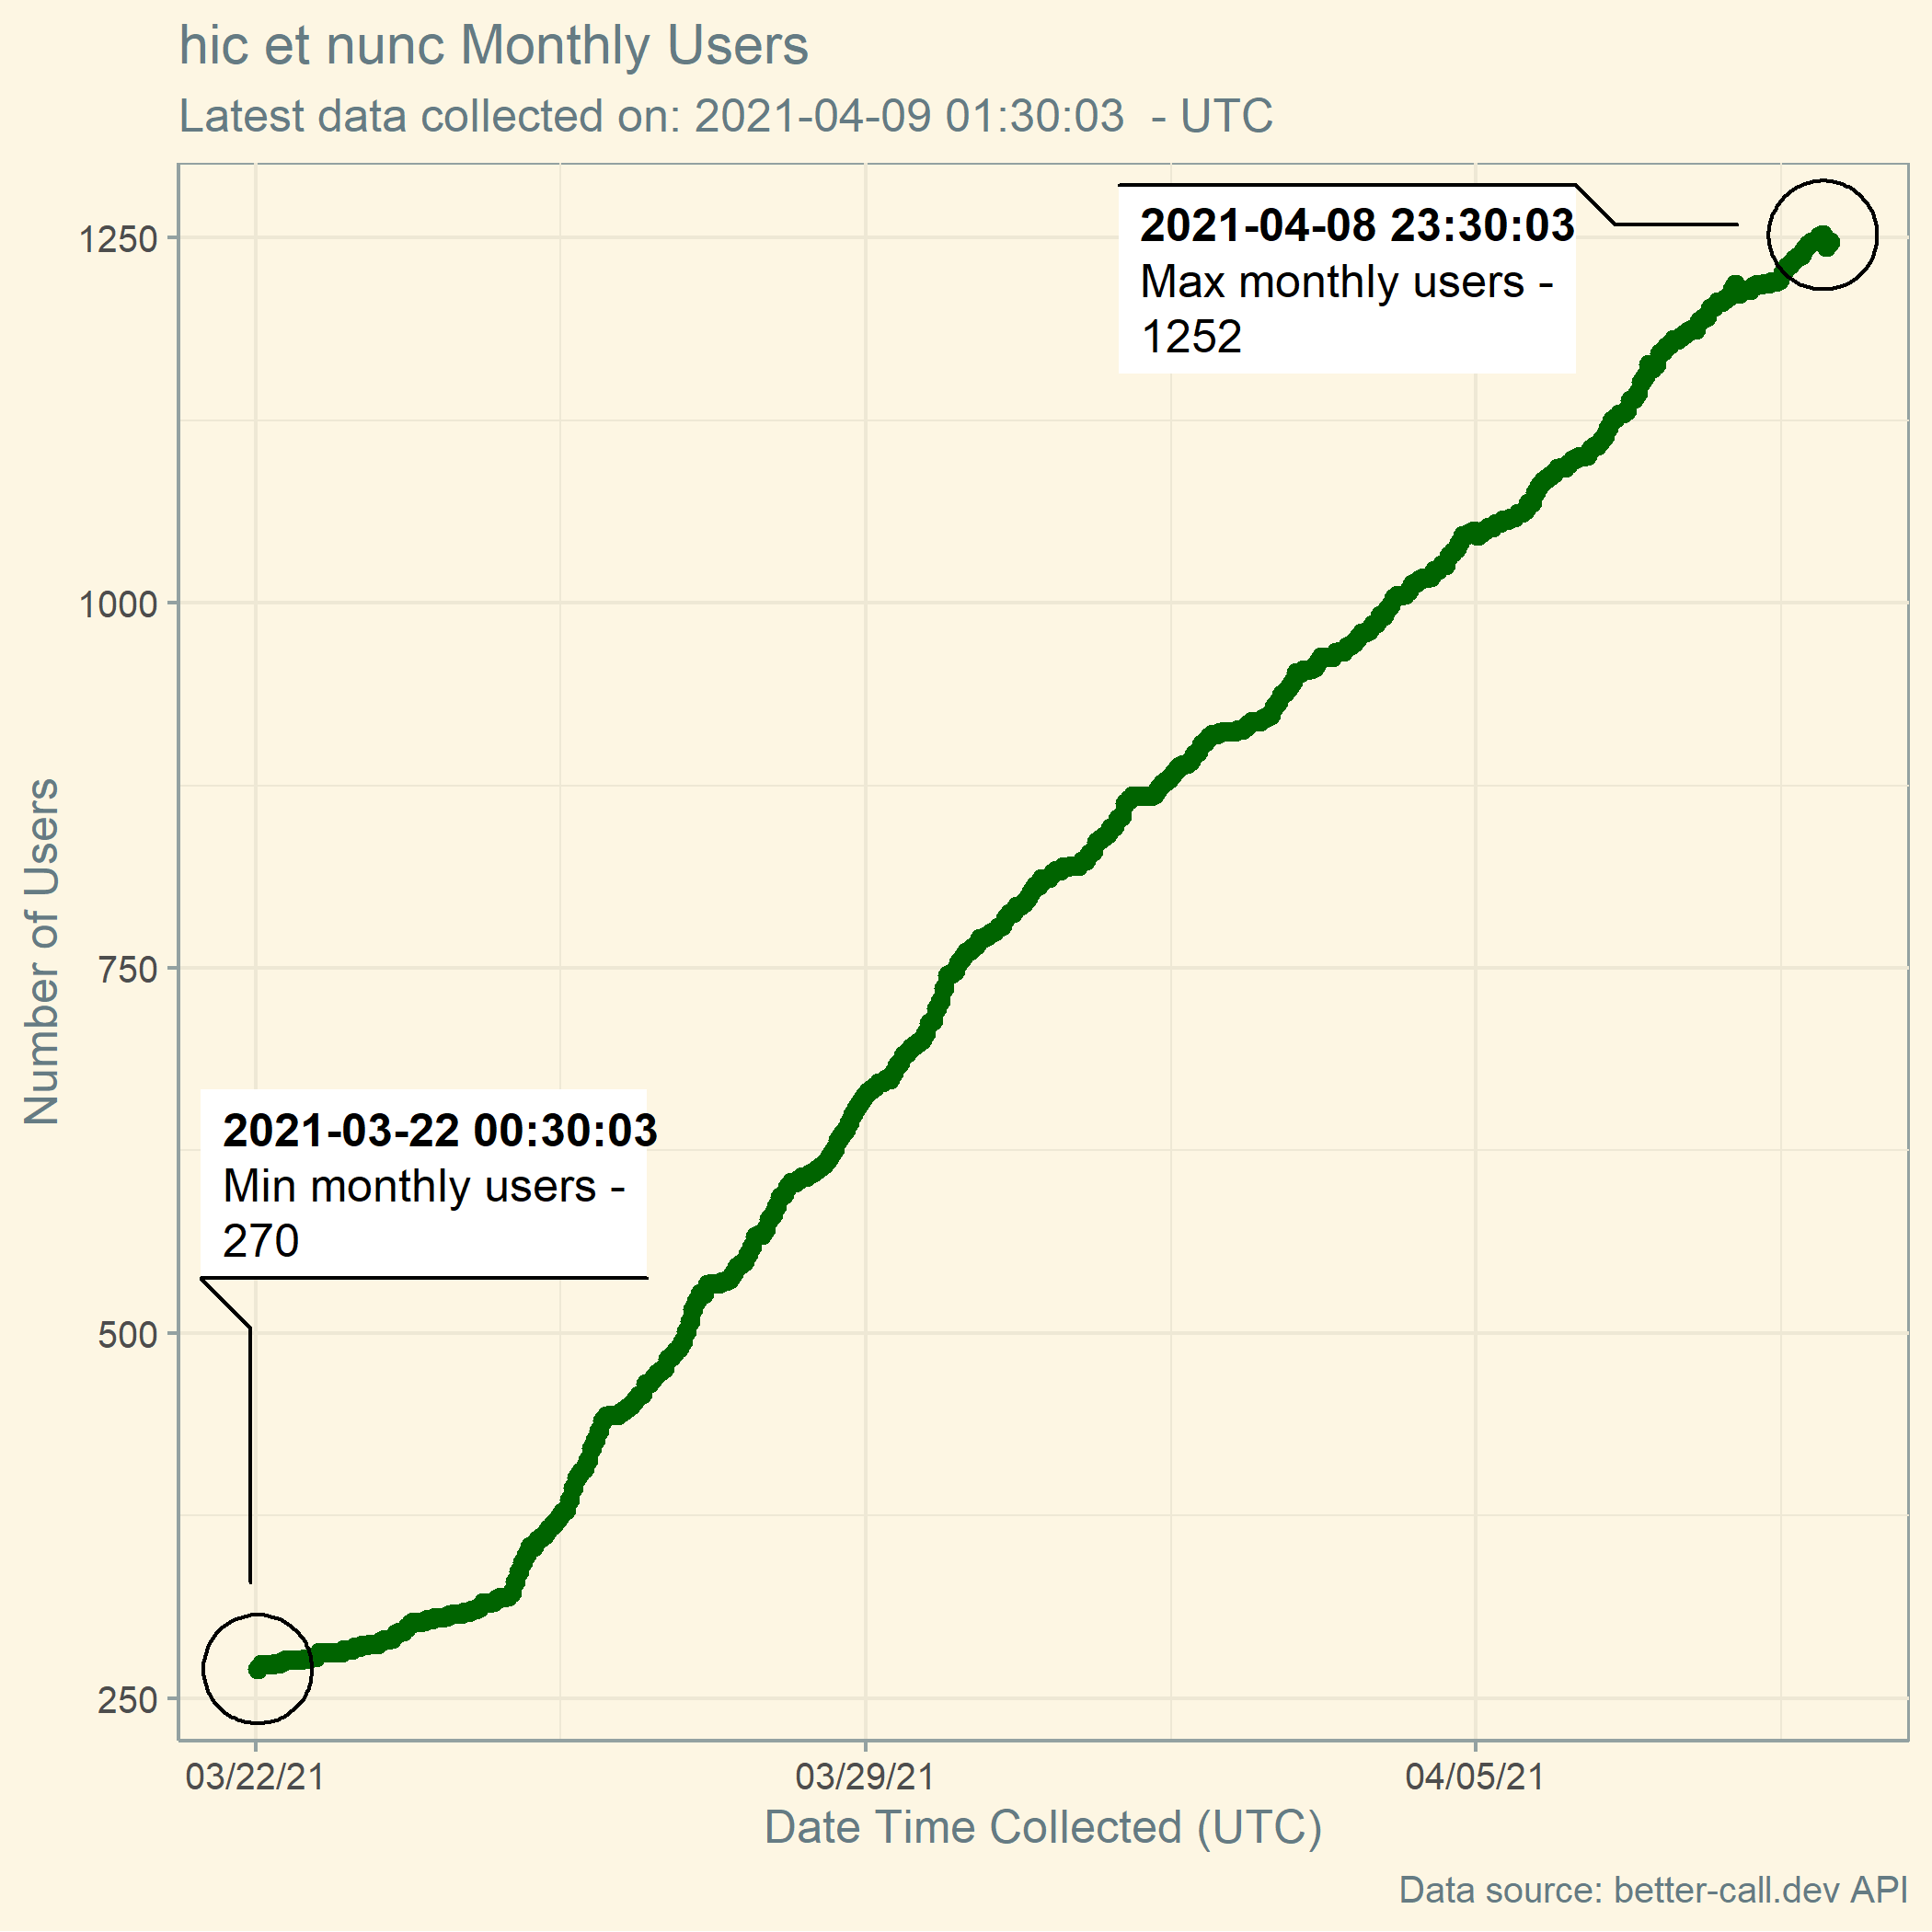 hic et nunc Monthly Users
Latest data collected on: 2021-04-09 01:30:03  - UTC
2021-04-08 23:30:03
Max monthly users -
1252
1250
1000
750
500
250
Number of Users
2021-03-22 00:30:03
Min monthly users -
270
03/22/21
03/29/21
04/05/21
Date Time Collected (UTC)
Data source: better-call.dev API